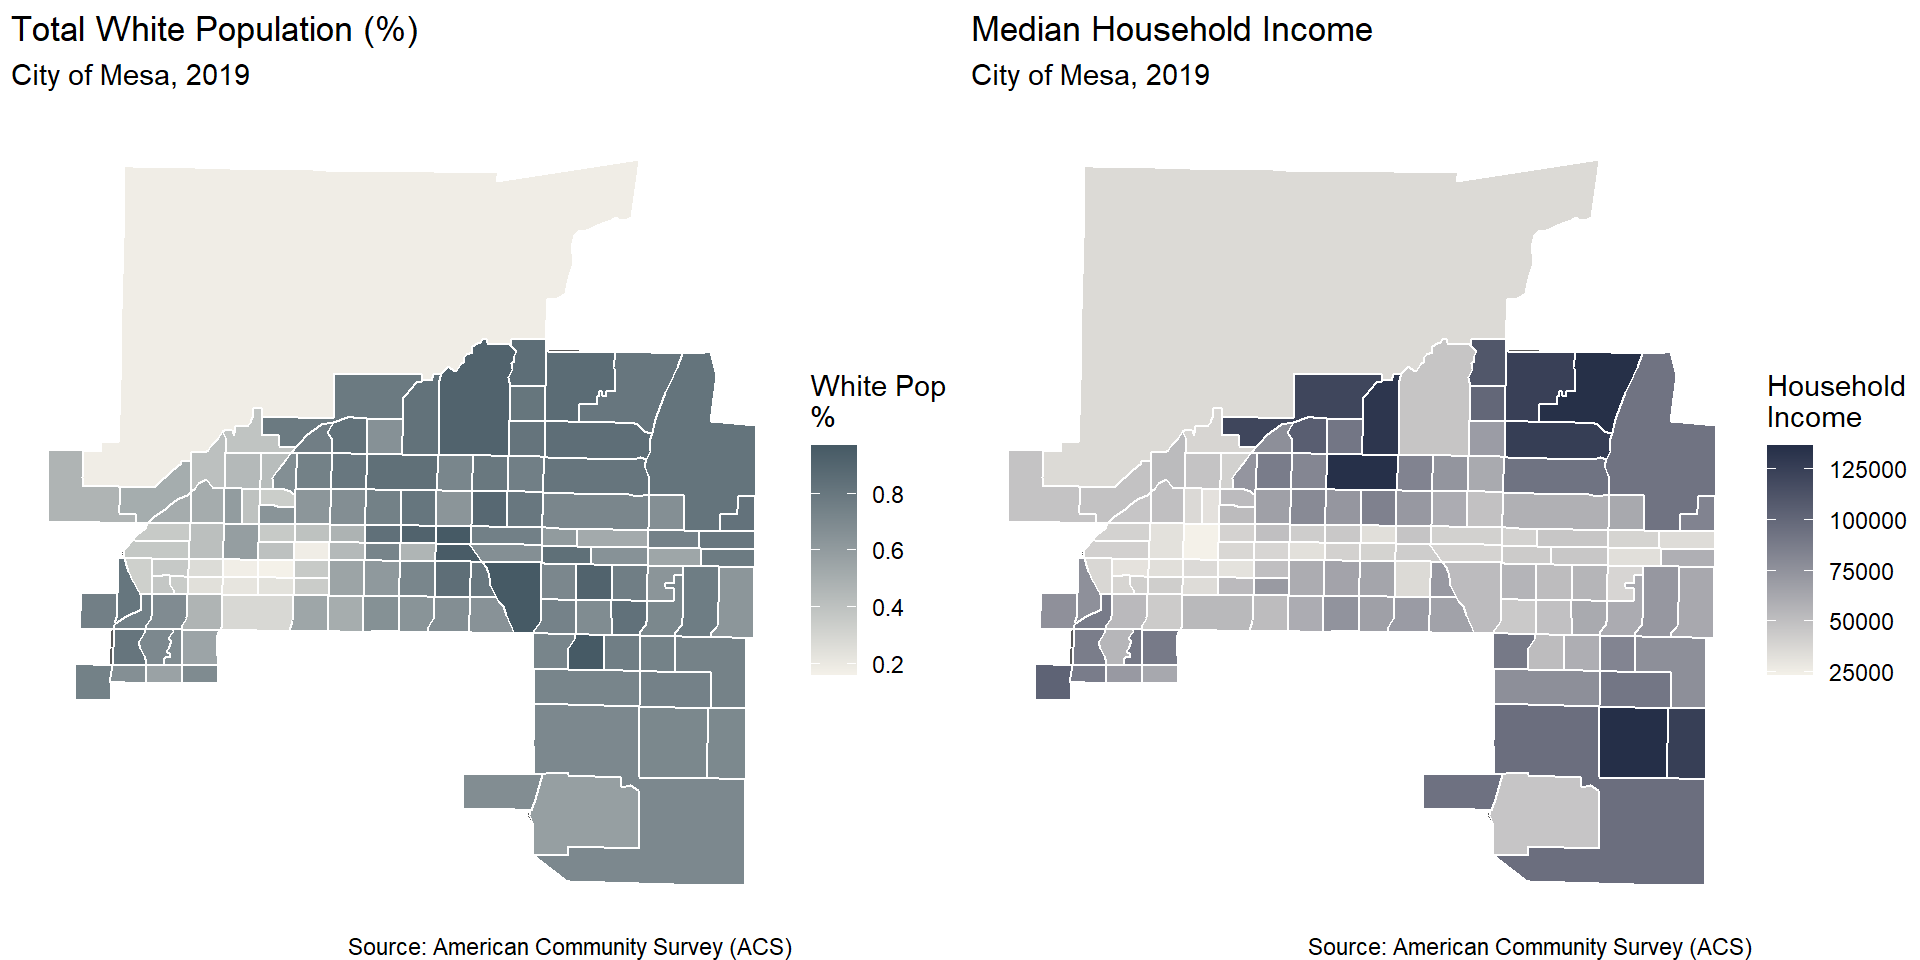 Total White Population (%)
City of Mesa, 2019
White Pop
%
0.8
0.6
0.4
0.2
Source: American Community Survey (ACS)
Median Household Income
City of Mesa, 2019
Household
Income
125000
100000
75000
50000
25000
Source: American Community Survey (ACS)